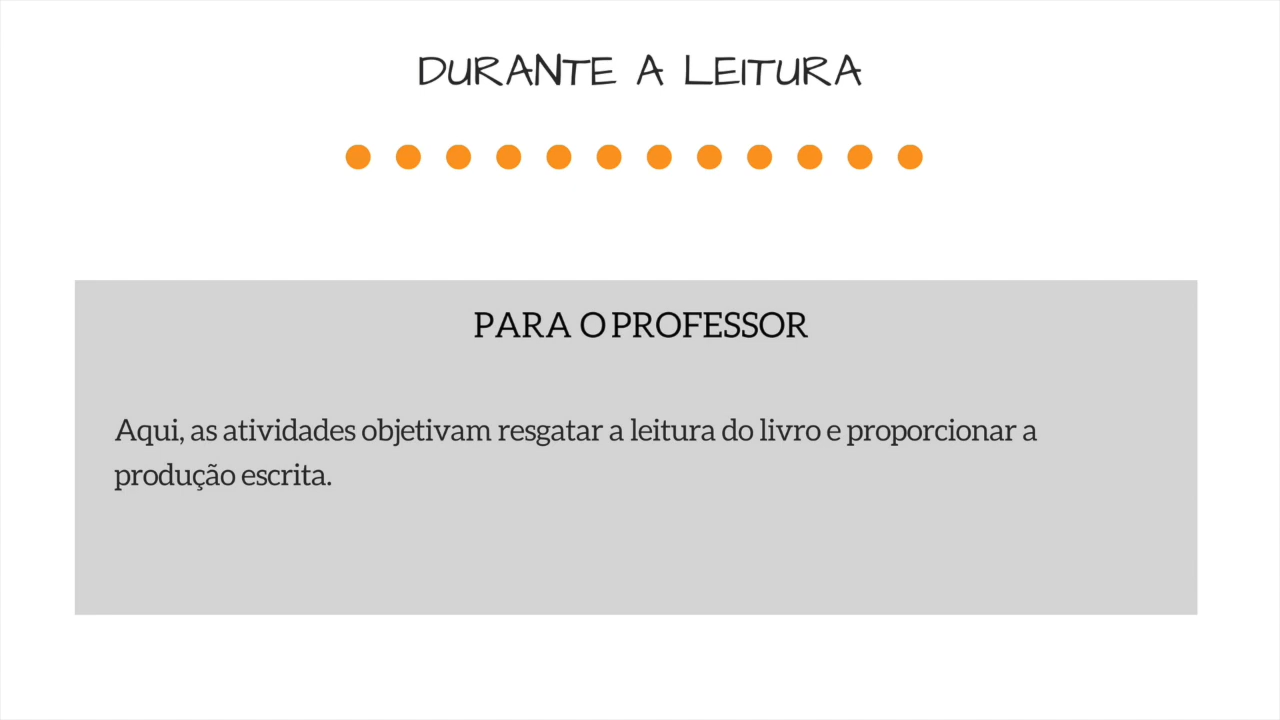 DURANTE A LEITURA
PARA O PROFESSOR
Aqui, as atividades objetivam resgatar a leitura do livro e proporcionar a
produção escrita.